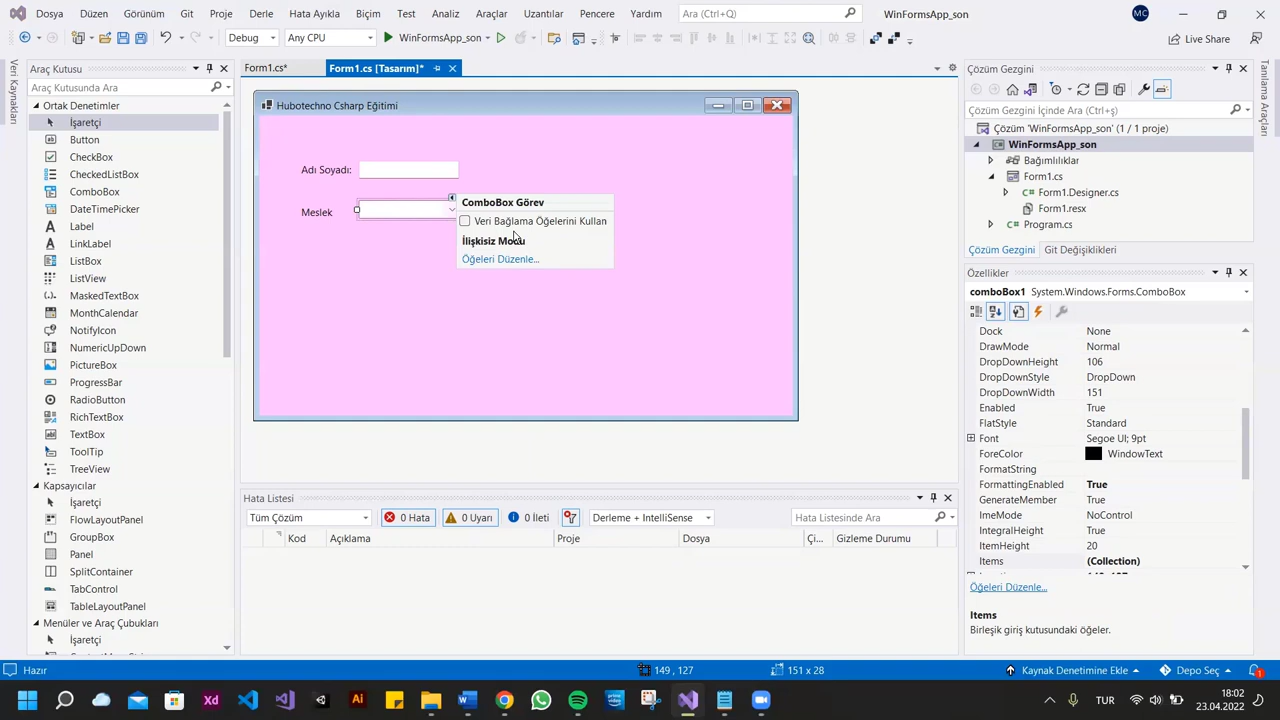 Dosya Düzen Görünüm Git Proje Derle Hata Ayıkla Biçim Test Analiz Araçlar Uzantılar Pencere Yardım Ara (Ctrl+Q) WinFormsApp_son MC
Debug Any CPU WinFormsApp_son Live Share
Veri Kaynakları
Araç Kutusu
Araç Kutusunda Ara
Ortak Denetimler
İşaretçi
Button
CheckBox
CheckedListBox
ComboBox
DateTimePicker
Label
LinkLabel
ListBox
ListView
MaskedTextBox
MonthCalendar
NotifyIcon
NumericUpDown
PictureBox
ProgressBar
RadioButton
RichTextBox
TextBox
ToolTip
TreeView
Kapsayıcılar
İşaretçi
FlowLayoutPanel
GroupBox
Panel
SplitContainer
TabControl
TableLayoutPanel
Menüler ve Araç Çubukları
İşaretçi
Form1.cs* Form1.cs [Tasarım]*
Hubotechno Csharp Eğitimi
Adı Soyadı:
Meslek
ComboBox Görev
Veri Bağlama Öğelerini Kullan
İlişkisiz Modu
Öğeleri Düzenle...
Hata Listesi
Tüm Çözüm 0 Hata 0 Uyarı 0 İleti Derleme + IntelliSense Hata Listesinde Ara
Kod Açıklama Proje Dosya Çi... Gizleme Durumu
Çözüm Gezgini
Çözüm Gezgini İçinde Ara (Ctrl+ş)
Çözüm 'WinFormsApp_son' (1 / 1 proje)
WinFormsApp_son
Bağımlılıklar
Form1.cs
Form1.Designer.cs
Form1.resx
Program.cs
Çözüm Gezgini Git Değişiklikleri
Tanılama Araçları
Özellikler
comboBox1 System.Windows.Forms.ComboBox
Dock None
DrawMode Normal
DropDownHeight 106
DropDownStyle DropDown
DropDownWidth 151
Enabled True
FlatStyle Standard
Font Segoe UI; 9pt
ForeColor WindowText
FormatString
FormattingEnabled True
GenerateMember True
ImeMode NoControl
IntegralHeight True
ItemHeight 20
Items (Collection)
Öğeleri Düzenle...
Items
Birleşik giriş kutusundaki öğeler.
Hazır 149 , 127 151 x 28 Kaynak Denetimine Ekle Depo Seç 1
Xd Ai TUR 18:02
23.04.2022